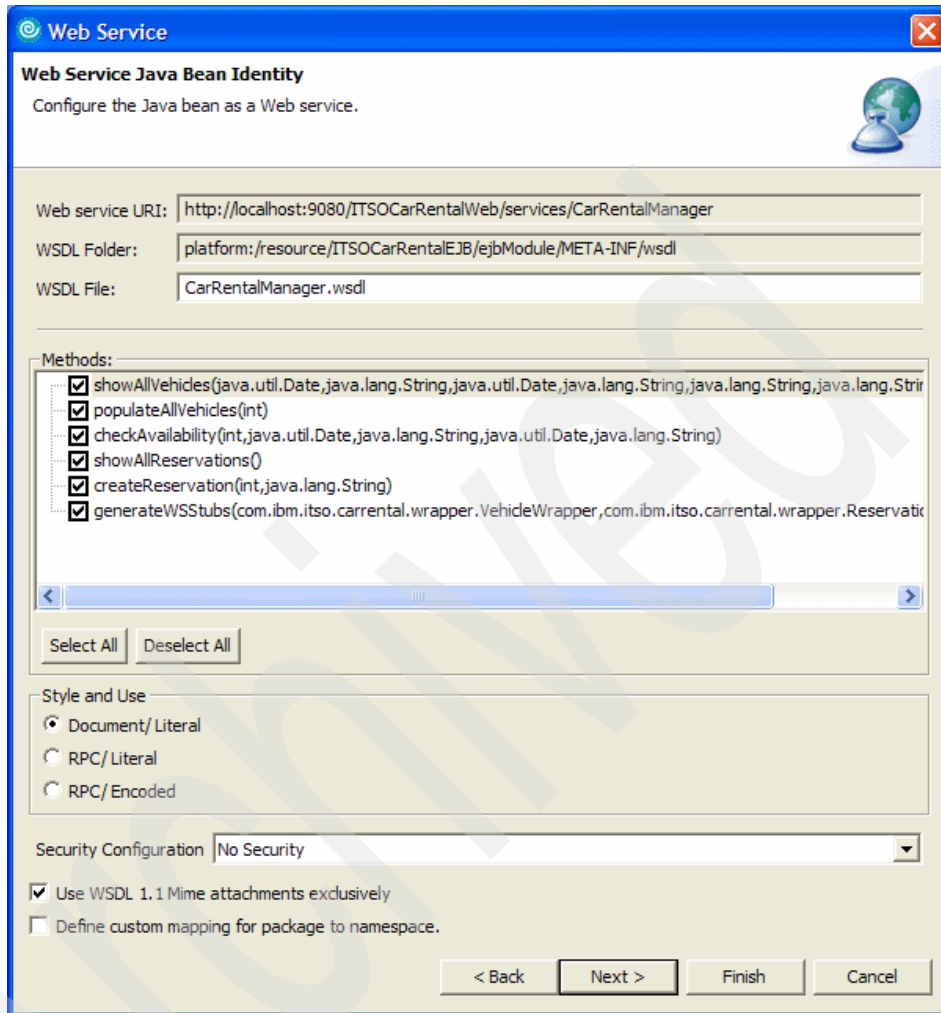 Web Service
Web Service Java Bean Identity
Configure the Java bean as a Web service.
Web service URI: http://localhost:9080/ITSOCarRentalWeb/services/CarRentalManager
WSDL Folder: platform:/resource/ITSOCarRentalEJB/ejbModule/META-INF/wsdl
WSDL File: CarRentalManager.wsdl
Methods:
showAllVehicles(java.util.Date,java.lang.String,java.util.Date,java.lang.String,java.lang.String,java.lang.Strin
populateAllVehicles(int)
checkAvailability(int,java.util.Date,java.lang.String,java.util.Date,java.lang.String)
showAllReservations()
createReservation(int,java.lang.String)
generateWSStubs(com.ibm.itso.carrental.wrapper.VehicleWrapper,com.ibm.itso.carrental.wrapper.Reservatio
Select All Deselect All
Style and Use
Document/Literal
RPC/Literal
RPC/Encoded
Security Configuration No Security
Use WSDL 1.1 Mime attachments exclusively
Define custom mapping for package to namespace.
< Back Next > Finish Cancel
rchived